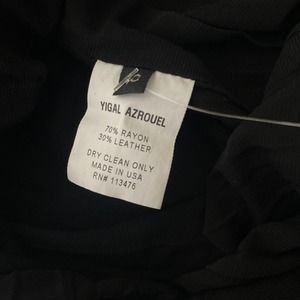 YIGAL AZROUEL
70% RAYON
30% LEATHER
DRY CLEAN ONLY
MADE IN USA
RN# 113476